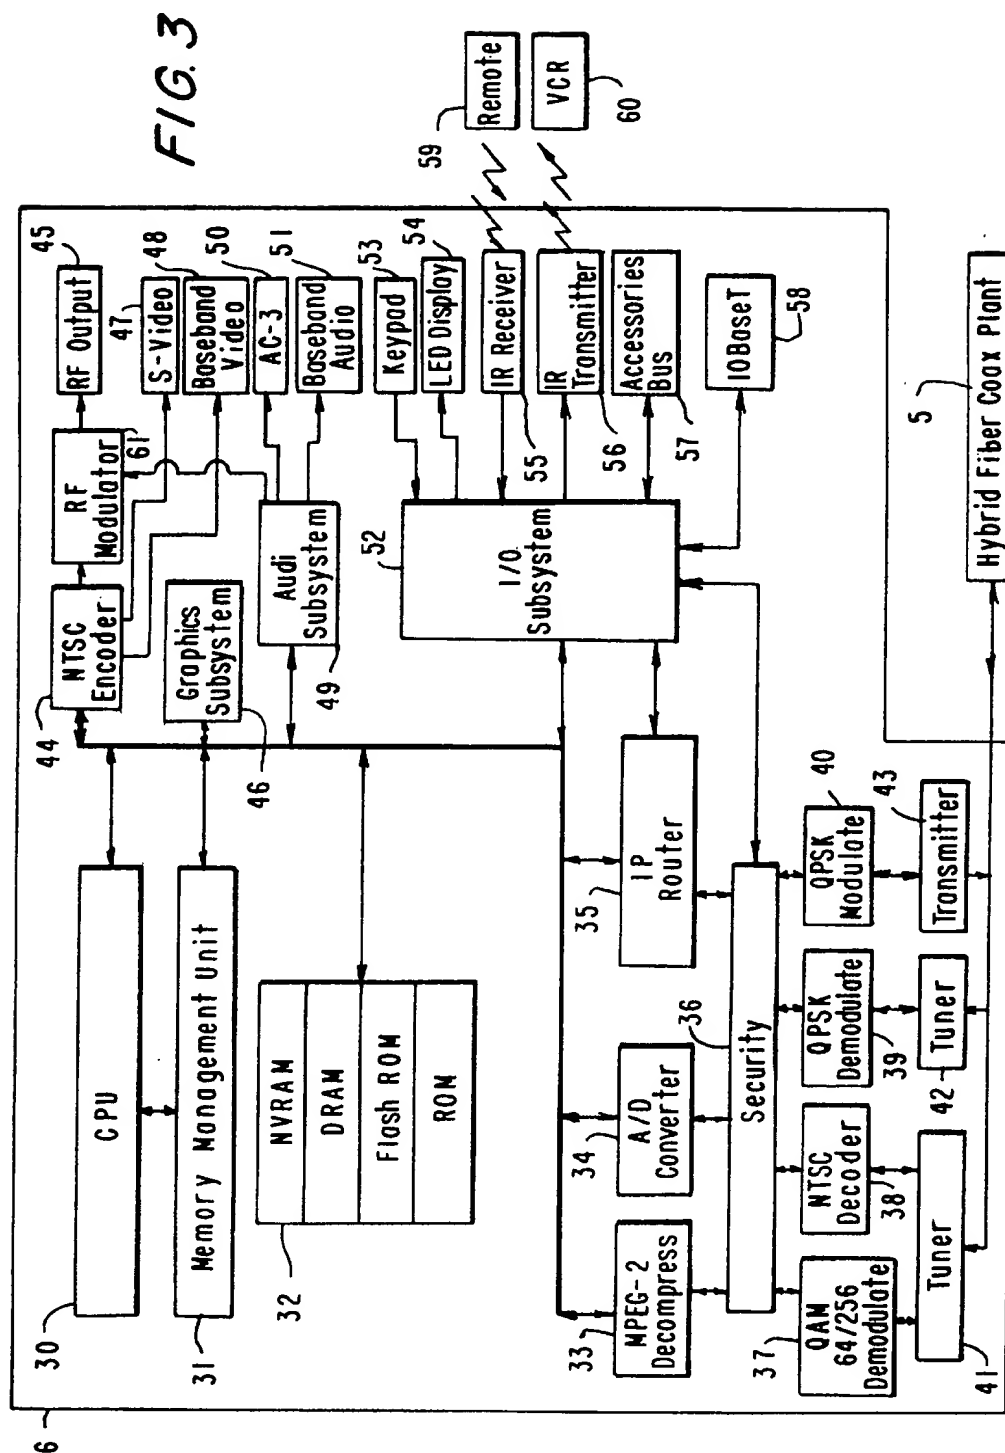 FIG. 3
6
30
CPU
31
Memory Management Unit
32
NVRAM
DRAM
Flash ROM
ROM
44
NTSC
Encoder
RF
Modulator
61
RF Output
45
47
S-Video
Baseband
Video
48
46
Graphics
Subsystem
49
Audi
Subsystem
AC-3
50
Baseband
Audio
51
52
I/O
Subsystem
Keypad
53
LED Display
54
IR Receiver
55
IR
Transmitter
56
Accessories
Bus
57
10BaseT
58
59
Remote
VCR
60
33
MPEG-2
Decompress
34
A/D
Converter
35
IP
Router
36
Security
37
QAM
64/256
Demodulate
NTSC
Decoder
38
QPSK
Demodulate
39
QPSK
Modulate
40
41
Tuner
42
Tuner
43
Transmitter
5
Hybrid Fiber Coax Plant